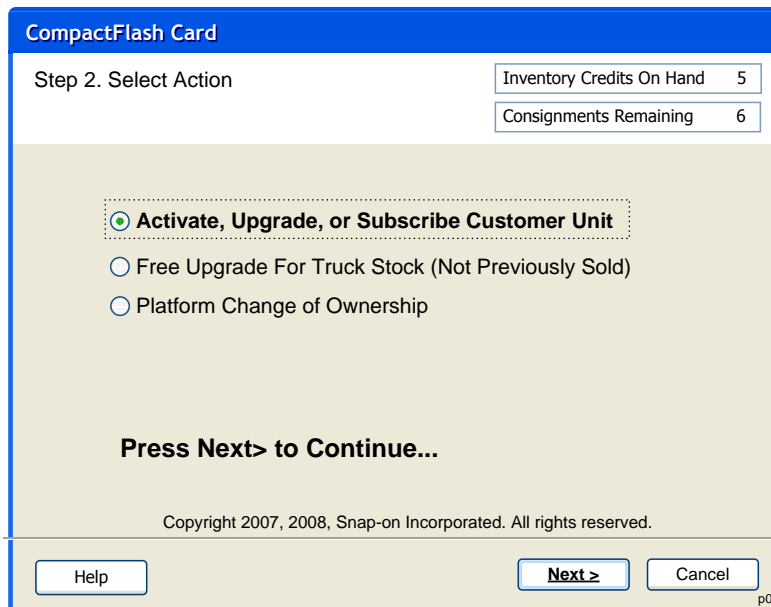 CompactFlash Card
Step 2. Select Action
Inventory Credits On Hand 5
Consignments Remaining 6
Activate, Upgrade, or Subscribe Customer Unit
Free Upgrade For Truck Stock (Not Previously Sold)
Platform Change of Ownership
Press Next> to Continue...
Copyright 2007, 2008, Snap-on Incorporated. All rights reserved.
Help
Next >
Cancel
p0